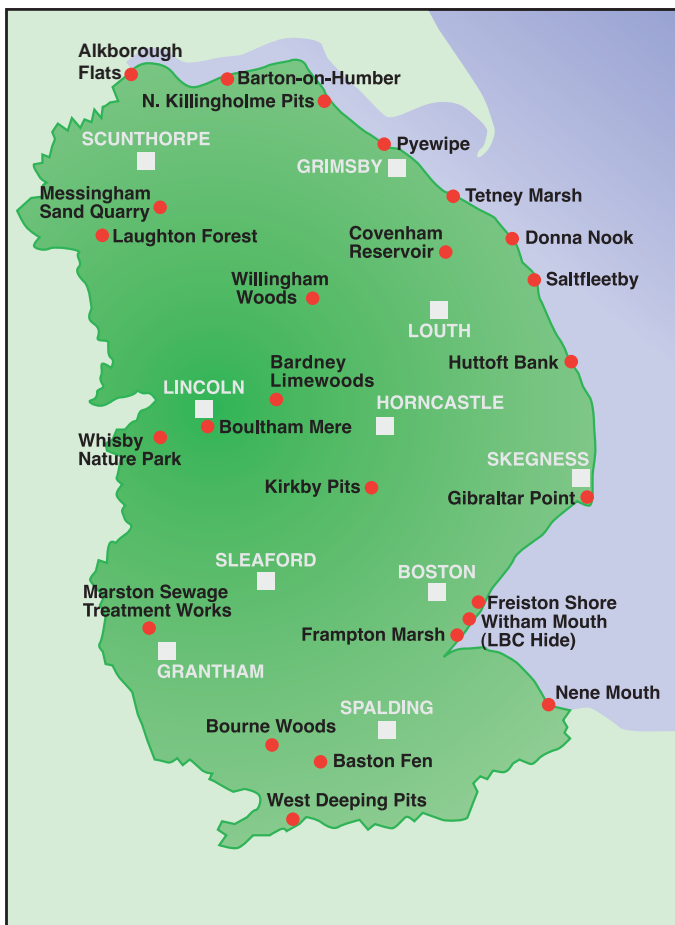 Alkborough
Flats
Barton-on-Humber
N. Killingholme Pits
SCUNTHORPE
Pyewipe
GRIMSBY
Messingham
Sand Quarry
Tetney Marsh
Laughton Forest
Covenham
Reservoir
Donna Nook
Willingham
Woods
Saltfleetby
LOUTH
Huttoft Bank
Bardney
Limewoods
LINCOLN
HORNCASTLE
Boultham Mere
Whisby
Nature Park
SKEGNESS
Kirkby Pits
Gibraltar Point
SLEAFORD
BOSTON
Marston Sewage
Treatment Works
Freiston Shore
Witham Mouth
(LBC Hide)
Frampton Marsh
GRANTHAM
Nene Mouth
SPALDING
Bourne Woods
Baston Fen
West Deeping Pits